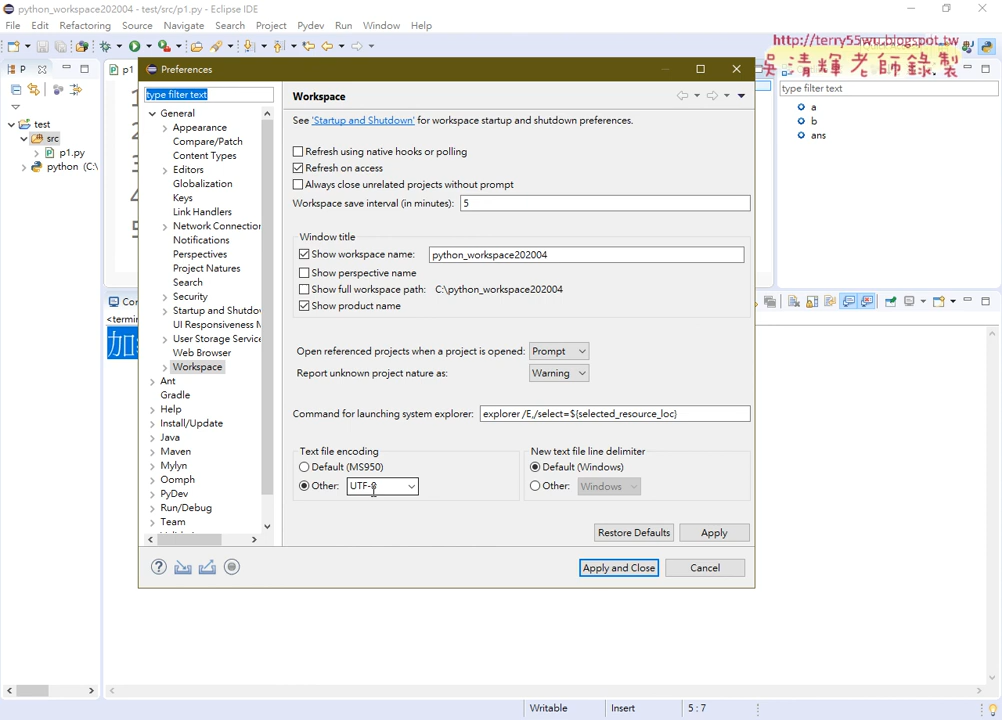 python_workspace202004 - test/src/p1.py - Eclipse IDE
File Edit Refactoring Source Navigate Search Project Pydev Run Window Help
http://terry55wu.blogspot.tw
吳清輝老師錄製
P
p1
type filter text
test
src
p1.py
python (C:\
a
b
ans
Preferences
type filter text
General
Appearance
Compare/Patch
Content Types
Editors
Globalization
Keys
Link Handlers
Network Connection
Notifications
Perspectives
Project Natures
Search
Security
Startup and Shutdov
UI Responsiveness M
User Storage Service
Web Browser
Workspace
Ant
Gradle
Help
Install/Update
Java
Maven
Mylyn
Oomph
PyDev
Run/Debug
Team
Workspace
See 'Startup and Shutdown' for workspace startup and shutdown preferences.
Refresh using native hooks or polling
Refresh on access
Always close unrelated projects without prompt
Workspace save interval (in minutes): 5
Window title
Show workspace name: python_workspace202004
Show perspective name
Show full workspace path: C:\python_workspace202004
Show product name
Open referenced projects when a project is opened: Prompt
Report unknown project nature as: Warning
Command for launching system explorer: explorer /E,/select=${selected_resource_loc}
Text file encoding
Default (MS950)
Other: UTF-8
New text file line delimiter
Default (Windows)
Other: Windows
Restore Defaults Apply
Apply and Close Cancel
Con
<termin
加
Writable Insert 5 : 7